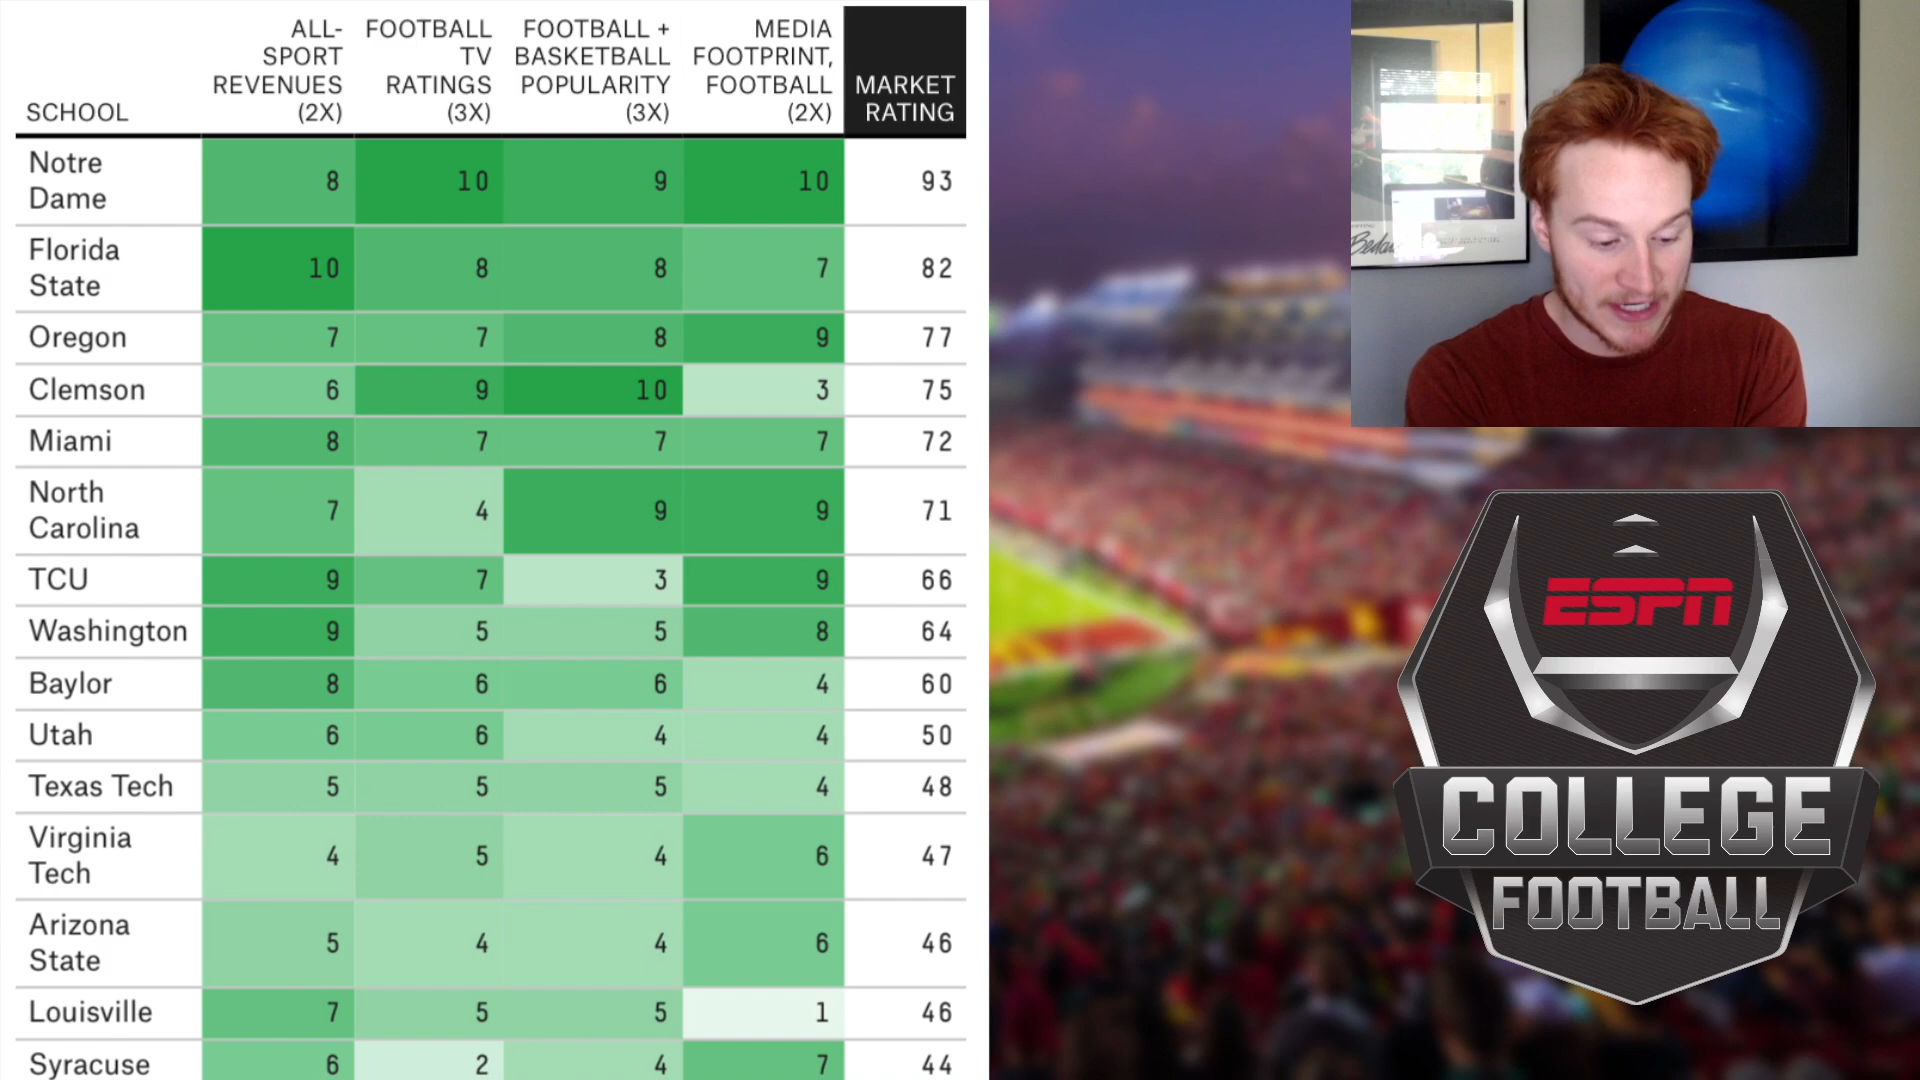 SCHOOL
ALL-
SPORT
REVENUES
(2X)
FOOTBALL
TV
RATINGS
(3X)
FOOTBALL +
BASKETBALL
POPULARITY
(3X)
MEDIA
FOOTPRINT,
FOOTBALL
(2X)
MARKET
RATING
Notre
Dame
8 10 9 10 93
Florida
State
10 8 8 7 82
Oregon 7 7 8 9 77
Clemson 6 9 10 3 75
Miami 8 7 7 7 72
North
Carolina
7 4 9 9 71
TCU 9 7 3 9 66
Washington 9 5 5 8 64
Baylor 8 6 6 4 60
Utah 6 6 4 4 50
Texas Tech 5 5 5 4 48
Virginia
Tech
4 5 4 6 47
Arizona
State
5 4 4 6 46
Louisville 7 5 5 1 46
Syracuse 6 2 4 7 44
ESPN
COLLEGE
FOOTBALL